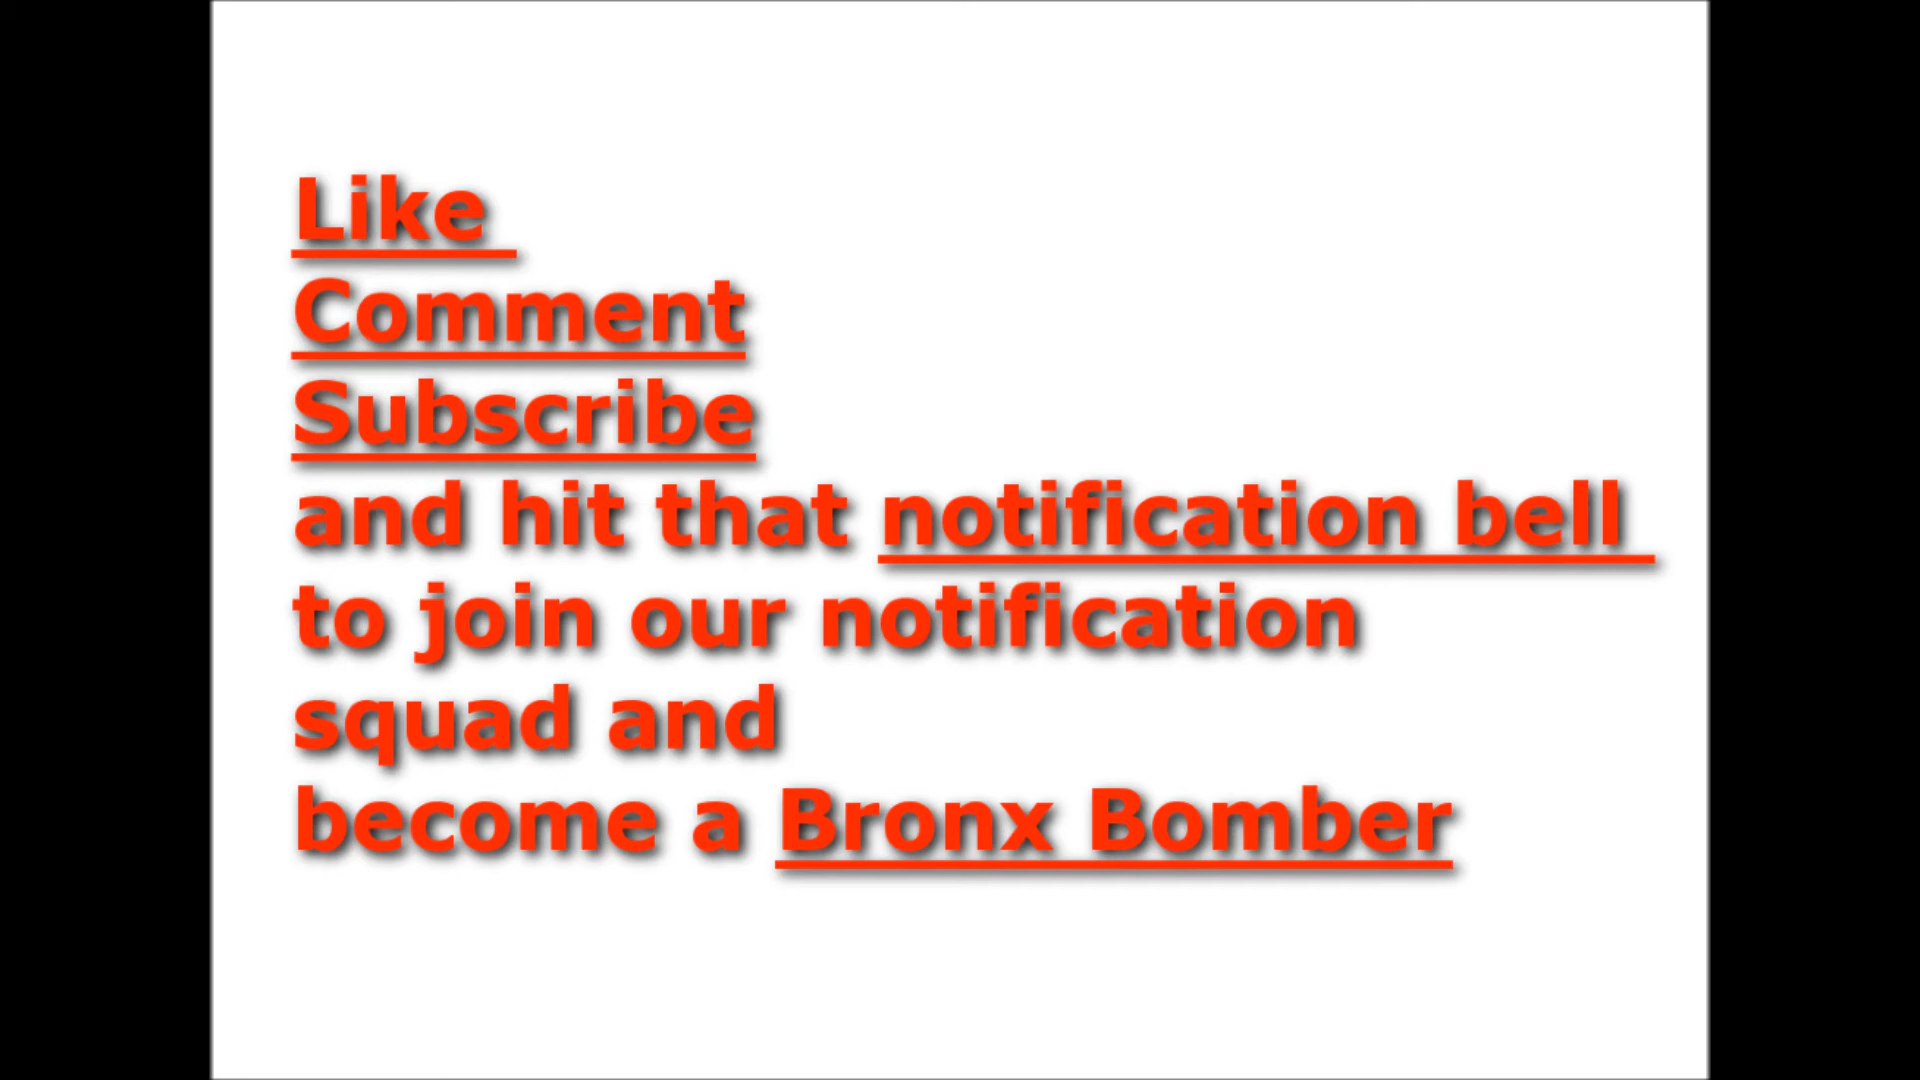 Like
Comment
Subscribe
and hit that notification bell
to join our notification
squad and
become a Bronx Bomber